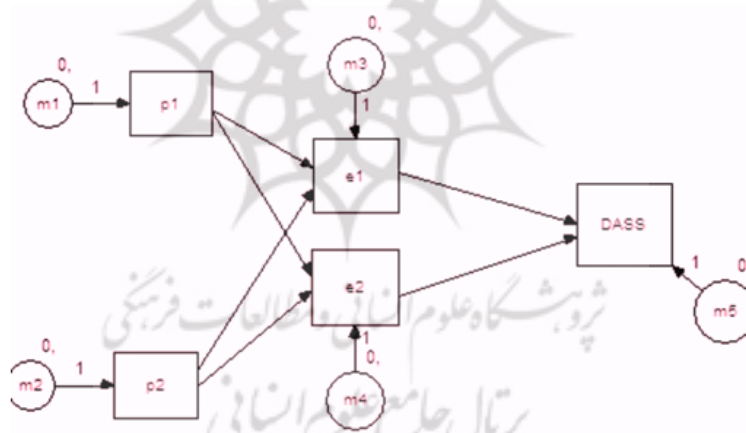 0,
m3
0,
1
m1
1
p1
e1
DASS
1
0
m5
e2
پژوهشگاه علوم انسانی و مطالعات فرهنگی
0,
1
m2
1
p2
0,
m4
پرتال جامع علوم انسانی